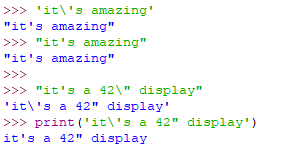 >>> 'it\'s amazing'
"it's amazing"
>>> "it's amazing"
"it's amazing"
>>>
>>> "it's a 42\" display"
'it\'s a 42" display'
>>> print('it\'s a 42" display')
it's a 42" display